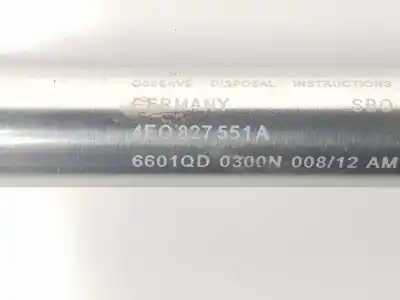 OBSERVE DISPOSAL INSTRUCTIONS
GERMANY SBO
4E0 827 551A
6601QD 0300N 008/12 AM